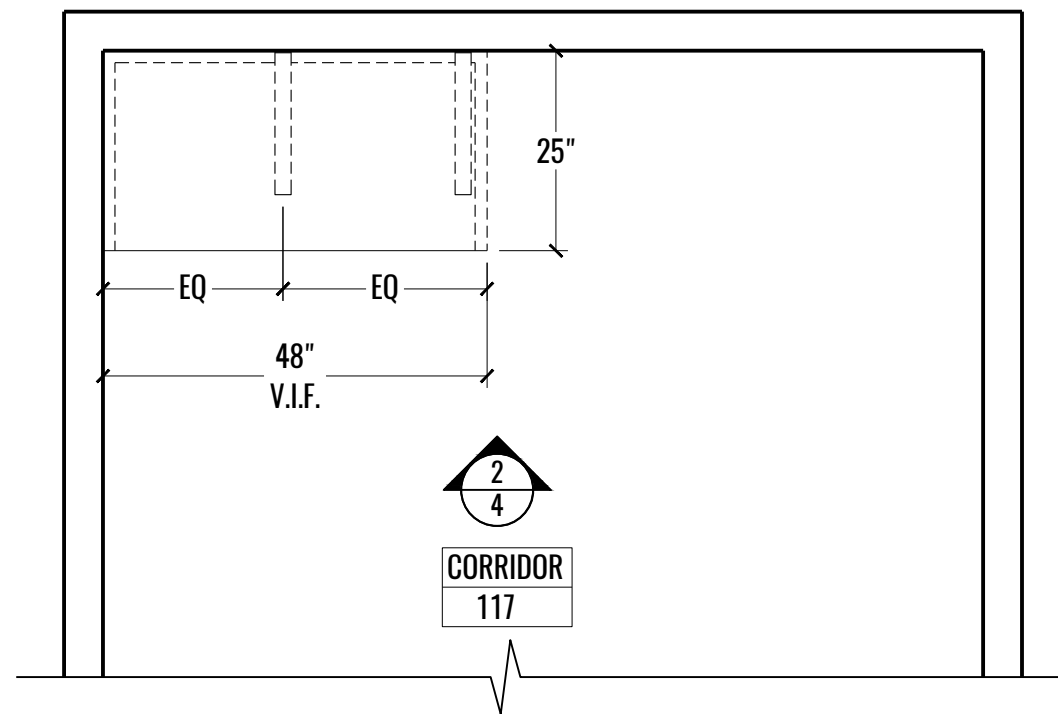 25"
EQ
EQ
48"
V.I.F.
2
4
CORRIDOR
117